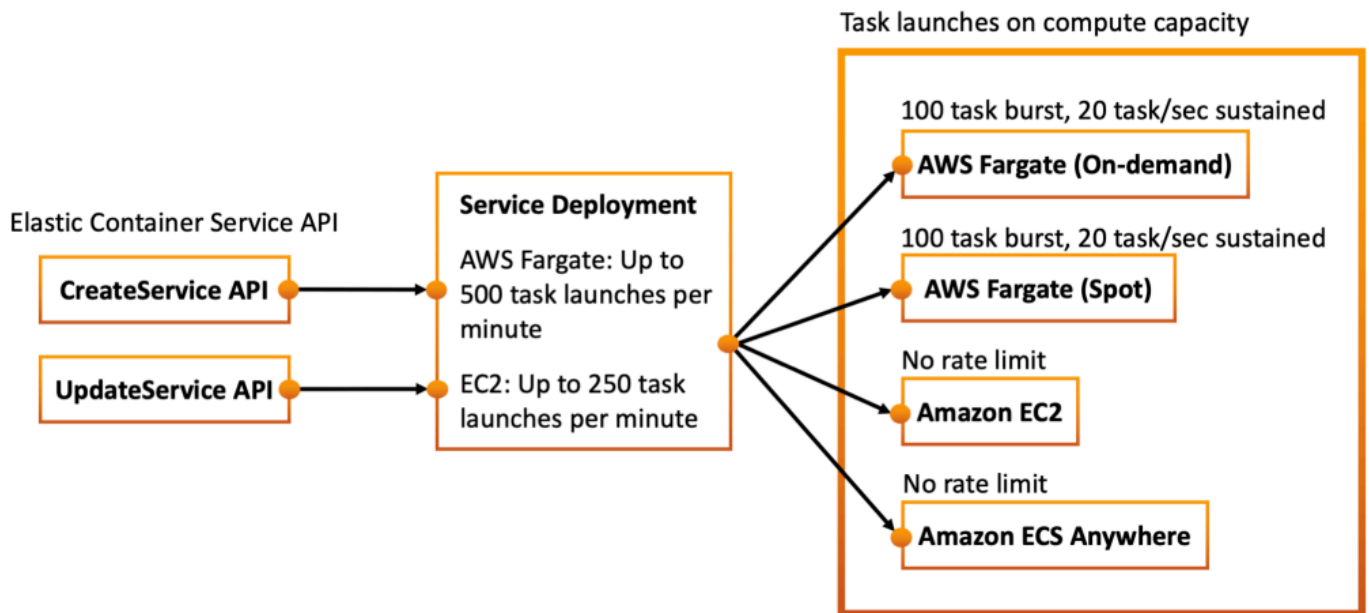 Task launches on compute capacity
100 task burst, 20 task/sec sustained
AWS Fargate (On-demand)
Elastic Container Service API
CreateService API
UpdateService API
Service Deployment
AWS Fargate: Up to
500 task launches per
minute
EC2: Up to 250 task
launches per minute
100 task burst, 20 task/sec sustained
AWS Fargate (Spot)
No rate limit
Amazon EC2
No rate limit
Amazon ECS Anywhere